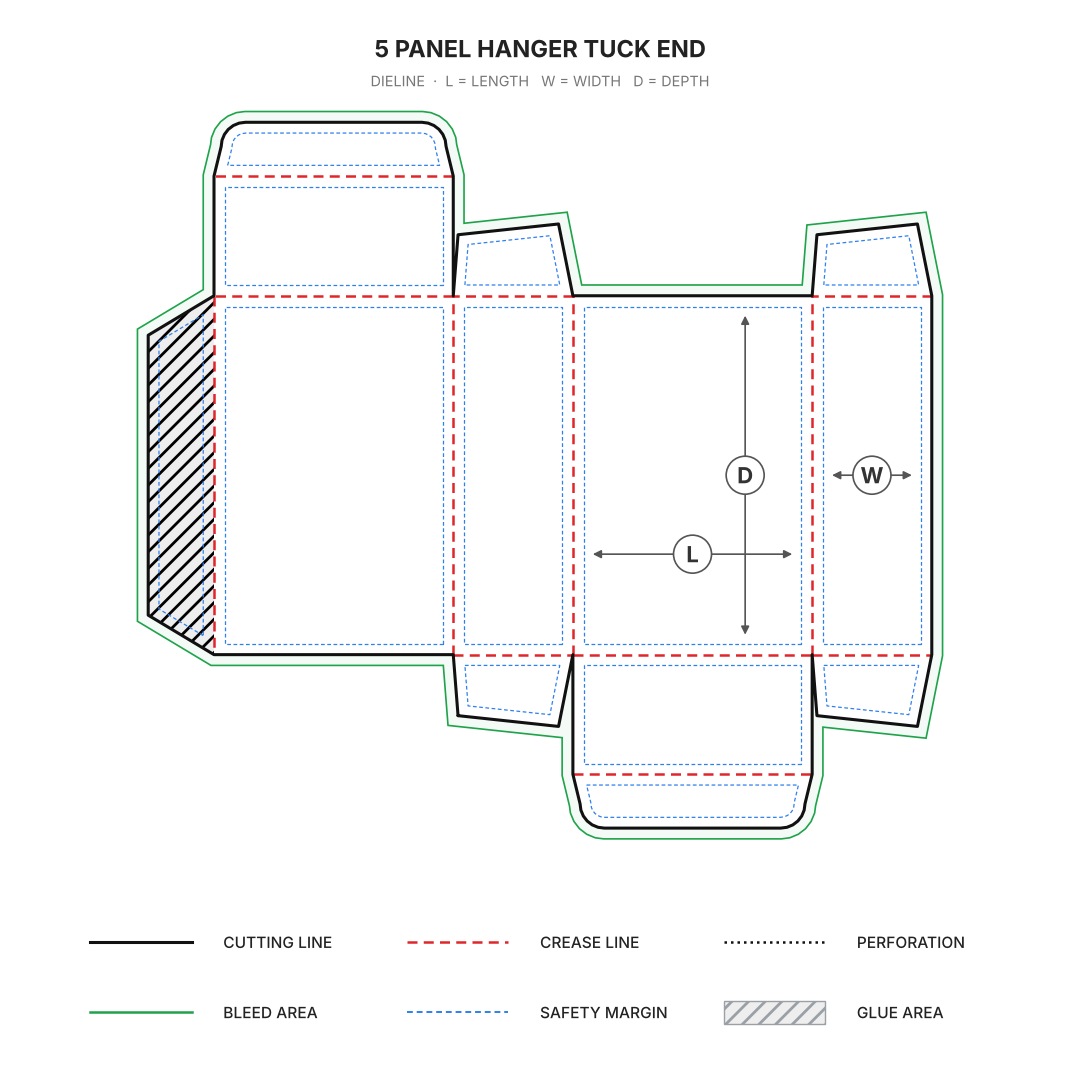 5 PANEL HANGER TUCK END
DIELINE · L = LENGTH W = WIDTH D = DEPTH
D
W
L
CUTTING LINE
CREASE LINE
PERFORATION
BLEED AREA
SAFETY MARGIN
GLUE AREA